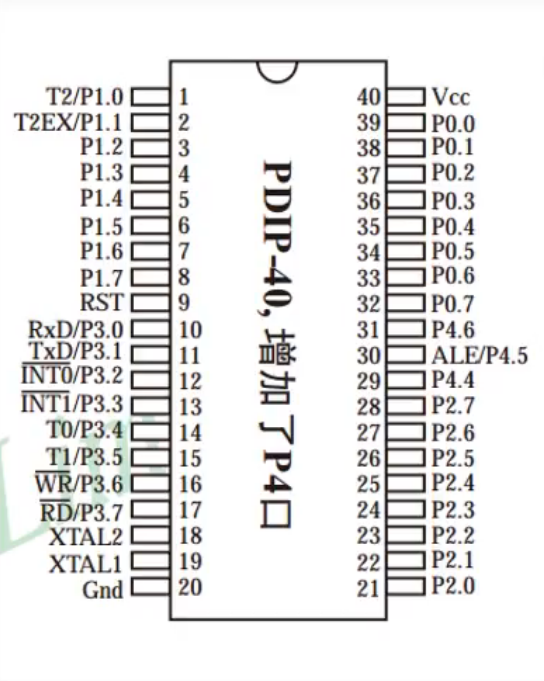 T2/P1.0 1 40 Vcc
T2EX/P1.1 2 39 P0.0
P1.2 3 38 P0.1
P1.3 4 37 P0.2
P1.4 5 36 P0.3
P1.5 6 35 P0.4
P1.6 7 34 P0.5
P1.7 8 33 P0.6
RST 9 32 P0.7
RxD/P3.0 10 31 P4.6
TxD/P3.1 11 30 ALE/P4.5
INT0/P3.2 12 29 P4.4
INT1/P3.3 13 28 P2.7
T0/P3.4 14 27 P2.6
T1/P3.5 15 26 P2.5
WR/P3.6 16 25 P2.4
RD/P3.7 17 24 P2.3
XTAL2 18 23 P2.2
XTAL1 19 22 P2.1
Gnd 20 21 P2.0
PDIP-40, 增加了P4口